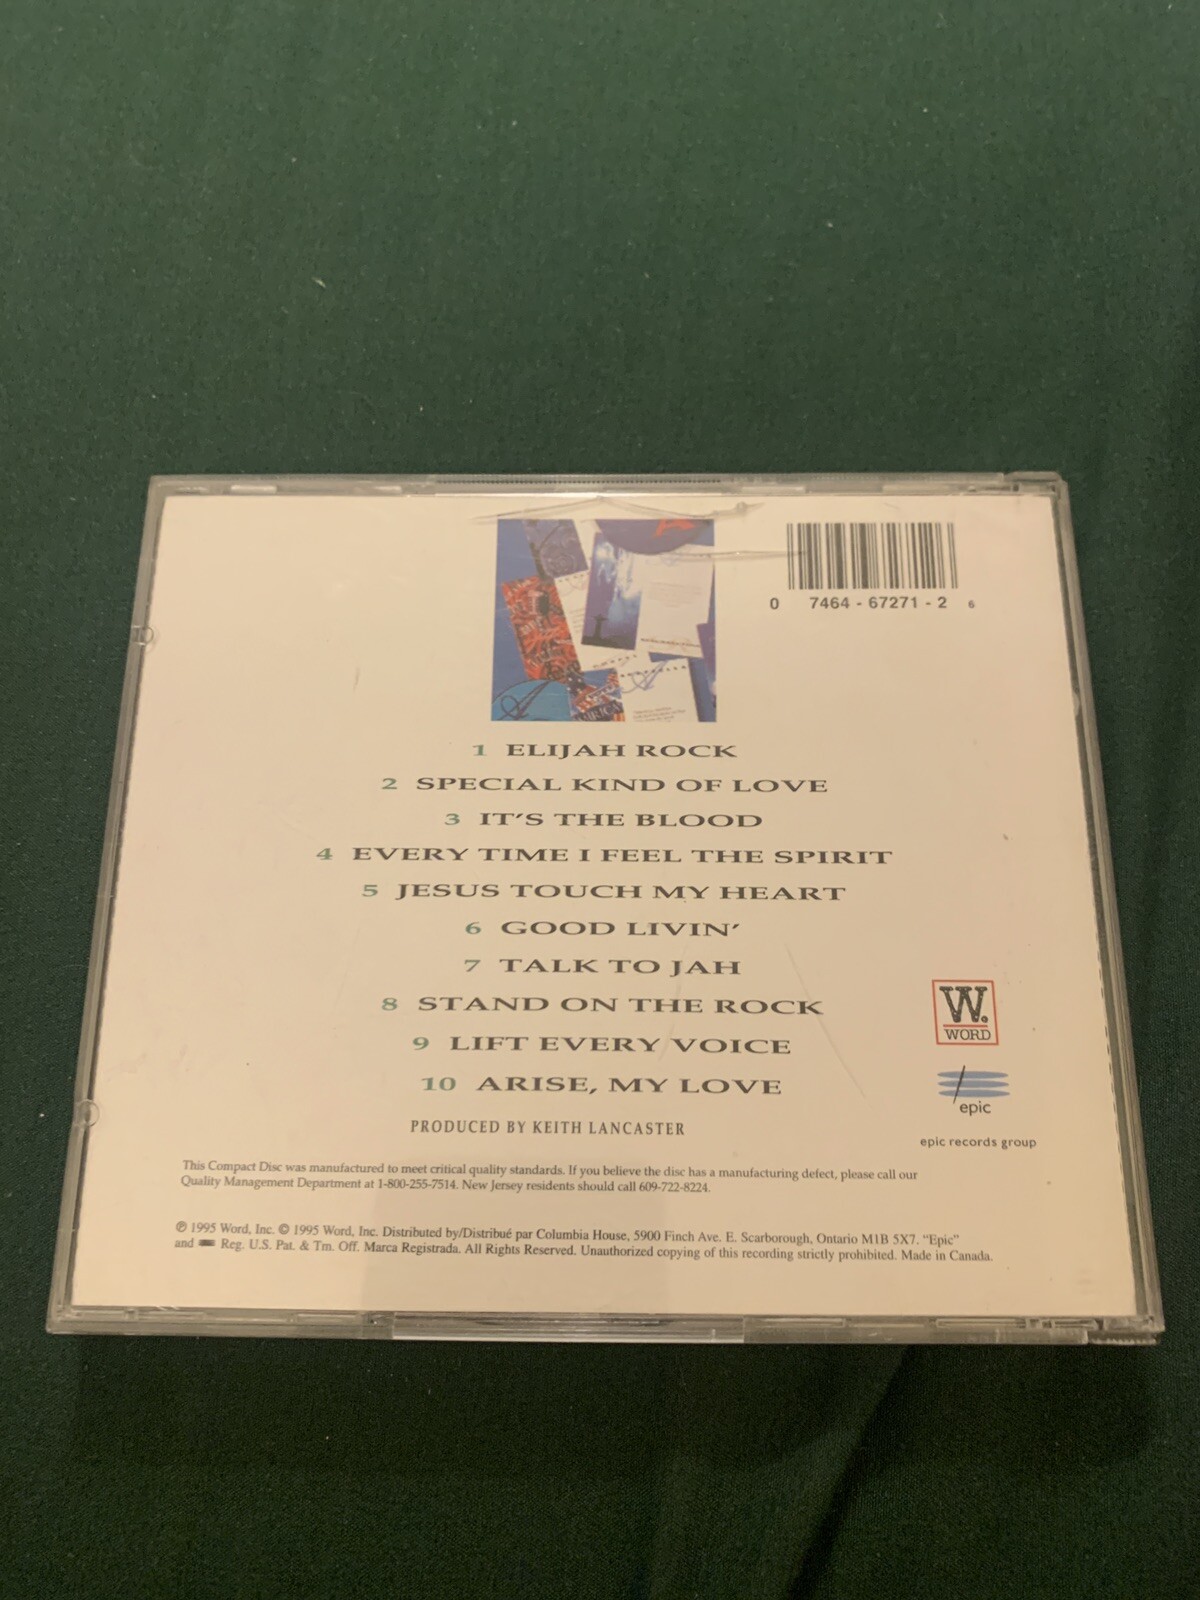 0 7464 - 67271 - 2 6
1 ELIJAH ROCK
2 SPECIAL KIND OF LOVE
3 IT'S THE BLOOD
4 EVERY TIME I FEEL THE SPIRIT
5 JESUS TOUCH MY HEART
6 GOOD LIVIN'
7 TALK TO JAH
8 STAND ON THE ROCK
9 LIFT EVERY VOICE
10 ARISE, MY LOVE
W.
WORD
epic
epic records group
PRODUCED BY KEITH LANCASTER
This Compact Disc was manufactured to meet critical quality standards. If you believe the disc has a manufacturing defect, please call our
Quality Management Department at 1-800-255-7514. New Jersey residents should call 609-722-8224.
℗ 1995 Word, Inc. © 1995 Word, Inc. Distributed by/Distribué par Columbia House, 5900 Finch Ave. E. Scarborough, Ontario M1B 5X7. "Epic"
and Reg. U.S. Pat. & Tm. Off. Marca Registrada. All Rights Reserved. Unauthorized copying of this recording strictly prohibited. Made in Canada.